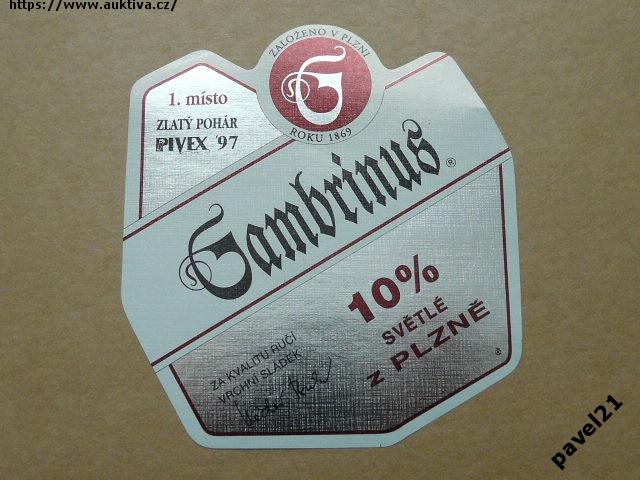 https://www.auktiva.cz/
ZALOŽENO V PLZNI
G
ROKU 1869
1. místo
ZLATÝ POHÁR
PIVEX '97
Gambrinus ®
10%
SVĚTLÉ
z PLZNĚ
®
ZA KVALITU RUČÍ
VRCHNÍ SLÁDEK
pavel21